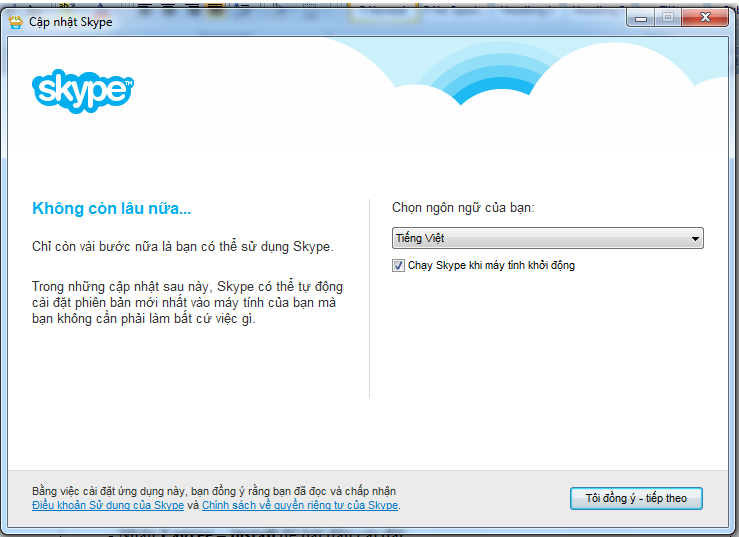 Cập nhật Skype
skype™
Không còn lâu nữa...
Chỉ còn vài bước nữa là bạn có thể sử dụng Skype.
Trong những cập nhật sau này, Skype có thể tự động
cài đặt phiên bản mới nhất vào máy tính của bạn mà
bạn không cần phải làm bất cứ việc gì.
Chọn ngôn ngữ của bạn:
Tiếng Việt
Chạy Skype khi máy tính khởi động
Bằng việc cài đặt ứng dụng này, bạn đồng ý rằng bạn đã đọc và chấp nhận
Điều khoản Sử dụng của Skype và Chính sách về quyền riêng tư của Skype.
Tôi đồng ý - tiếp theo